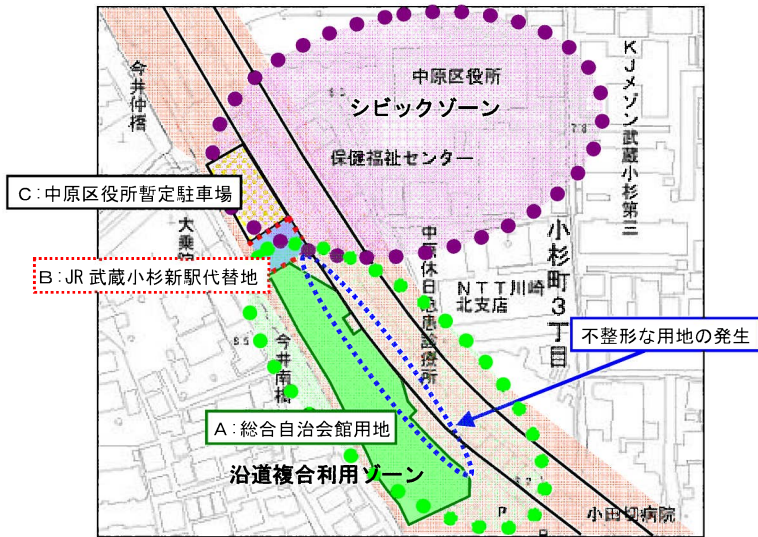 今井仲橋
中原区役所
シビックゾーン
KJメゾン武蔵小杉第三
保健福祉センター
C:中原区役所暫定駐車場
大乗院
中原休日急患診療所
小杉町3丁目
B:JR 武蔵小杉新駅代替地
NTT川崎
北支店
不整形な用地の発生
今井南橋
A:総合自治会館用地
沿道複合利用ゾーン
小田切病院
P